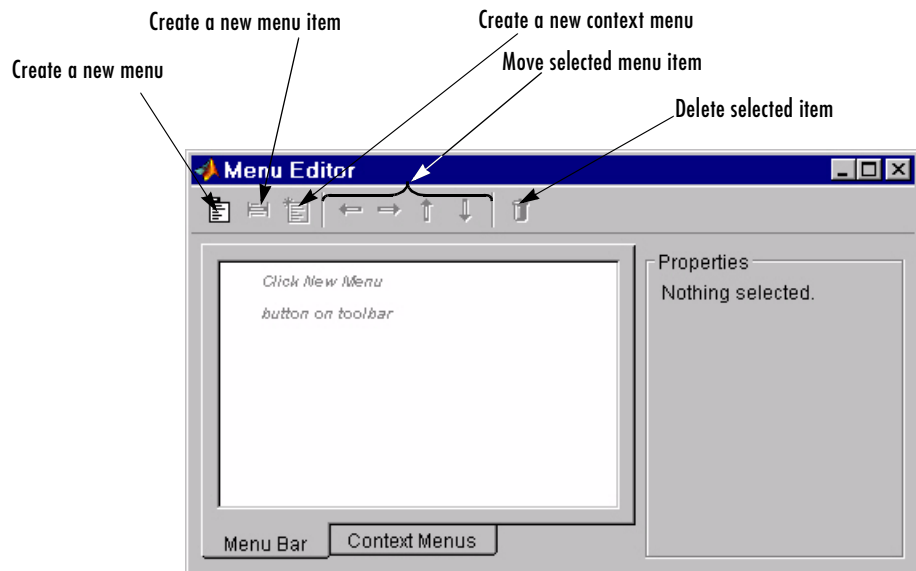 Create a new menu item
Create a new context menu
Create a new menu
Move selected menu item
Delete selected item
Menu Editor
Click New Menu
button on toolbar
Properties
Nothing selected.
Menu Bar
Context Menus